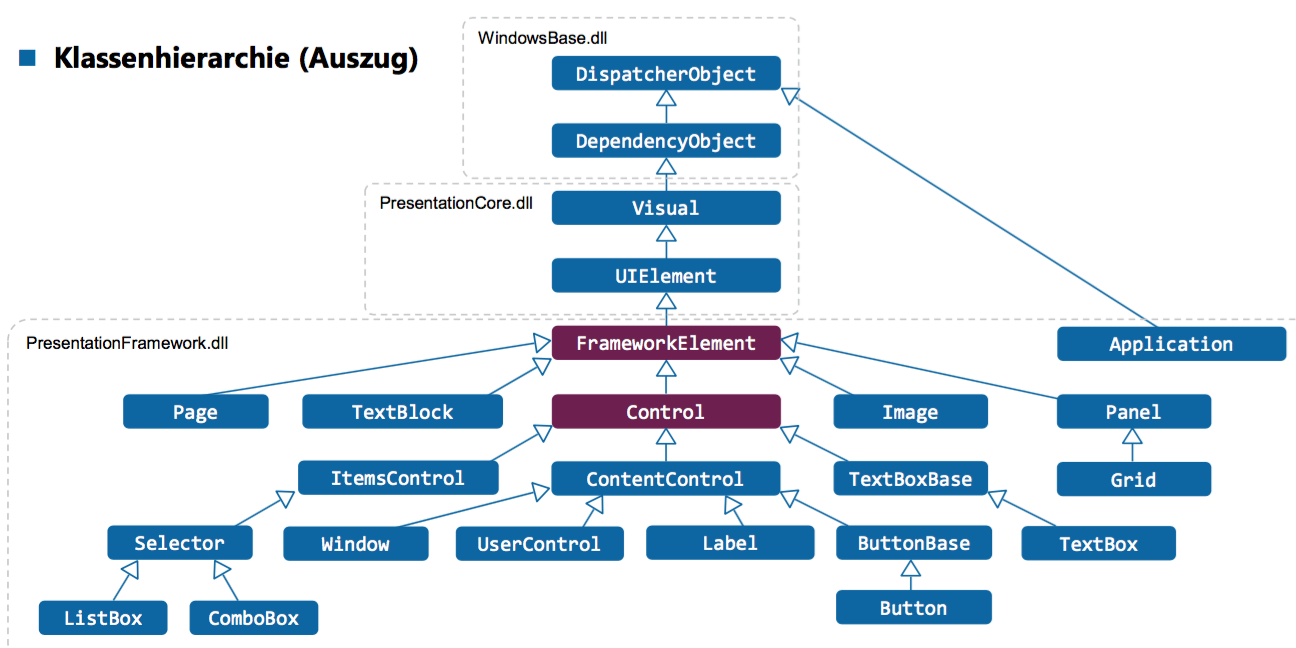 WindowsBase.dll
Klassenhierarchie (Auszug)
DispatcherObject
DependencyObject
PresentationCore.dll
Visual
UIElement
PresentationFramework.dll
FrameworkElement
Application
Page
TextBlock
Control
Image
Panel
ItemsControl
ContentControl
TextBoxBase
Grid
Selector
Window
UserControl
Label
ButtonBase
TextBox
ListBox
ComboBox
Button